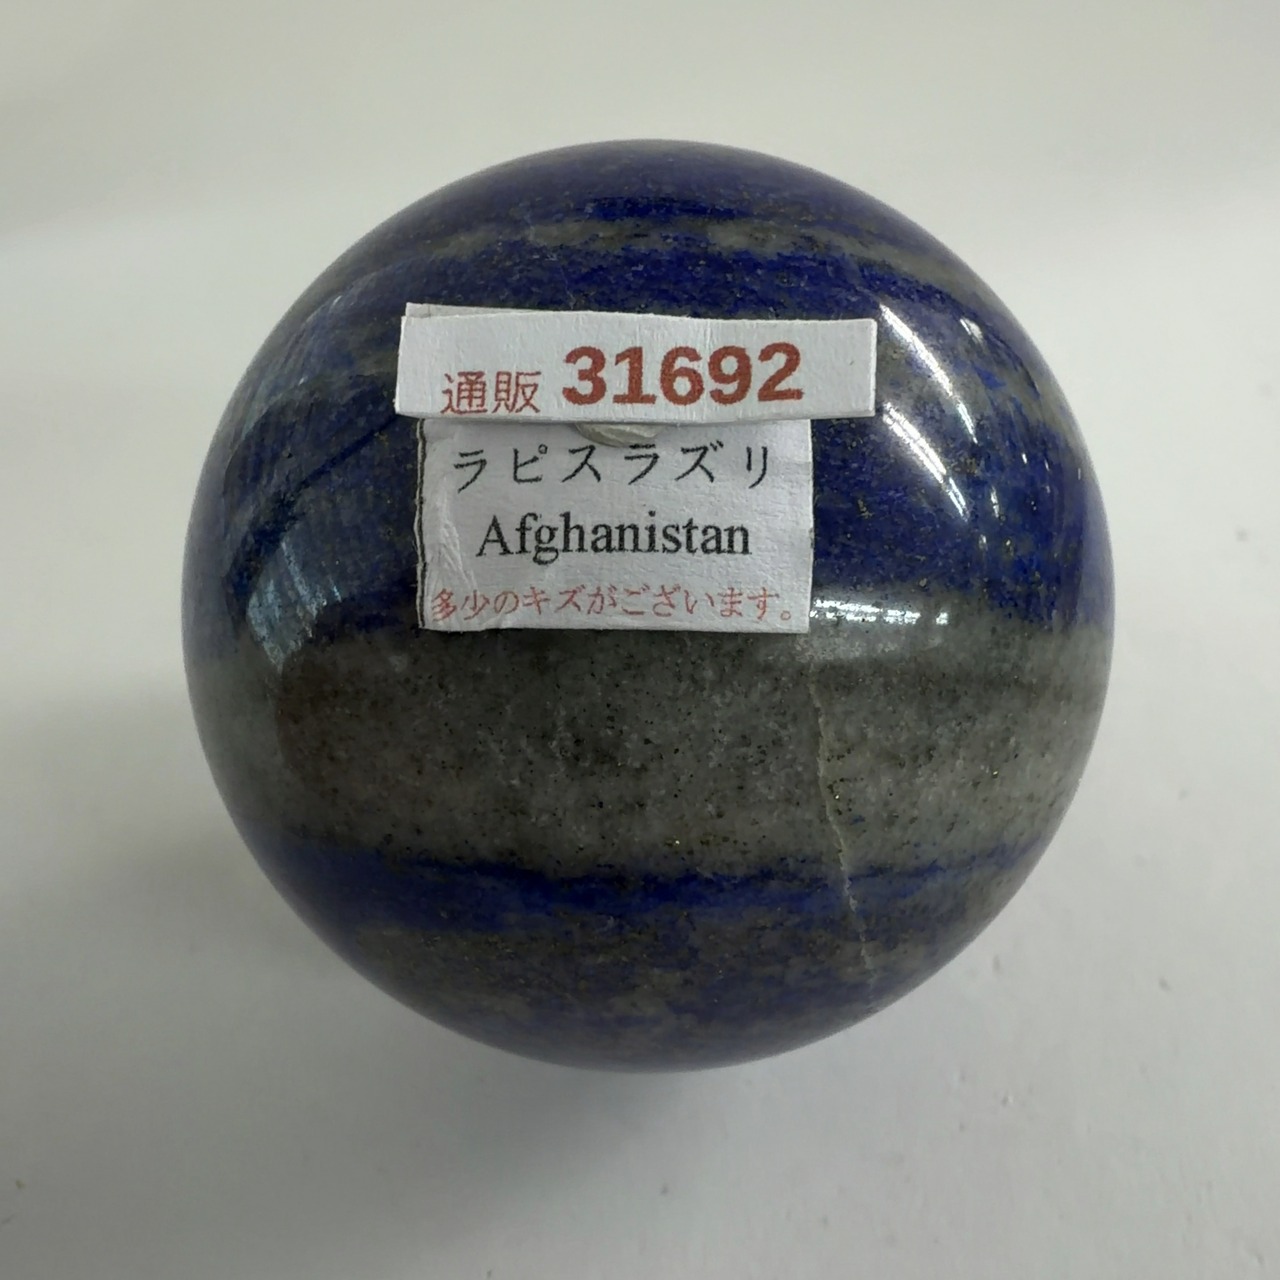 通販 31692
ラピスラズリ
Afghanistan
多少のキズがございます。